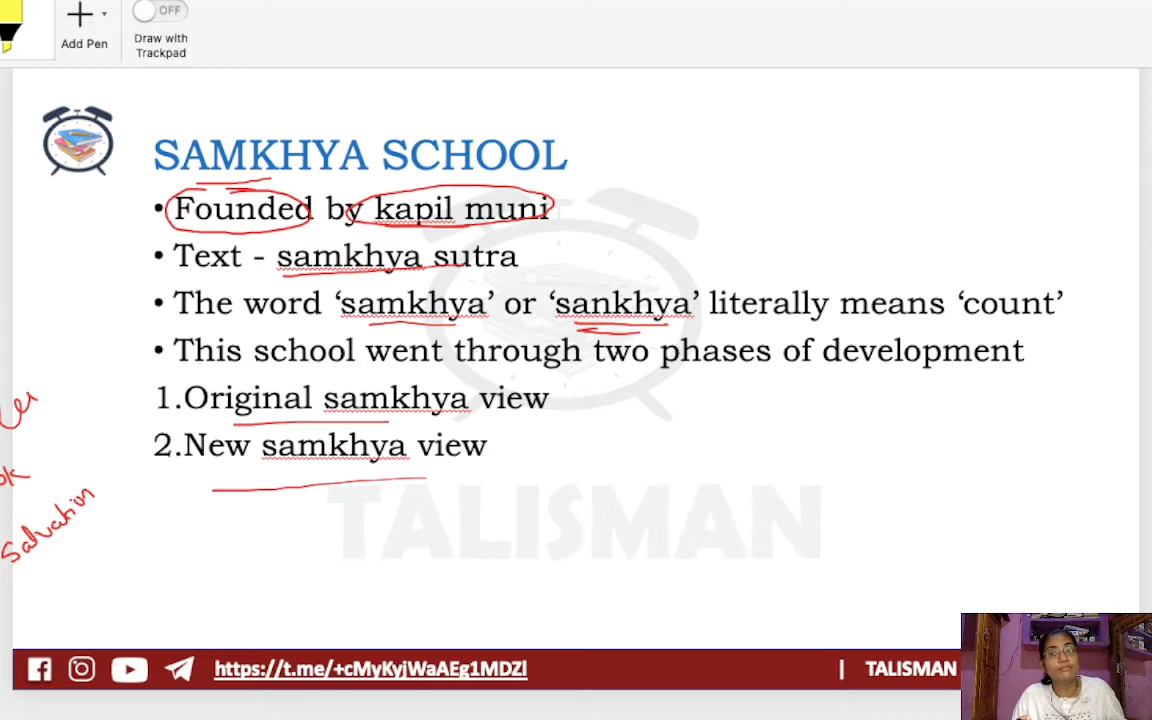 OFF
Add Pen
Draw with
Trackpad
SAMKHYA SCHOOL
• Founded by kapil muni
• Text - samkhya sutra
• The word ‘samkhya’ or ‘sankhya’ literally means ‘count’
• This school went through two phases of development
1.Original samkhya view
2.New samkhya view
Salvation
TALISMAN
https://t.me/+cMyKyjWaAEg1MDZl
| TALISMAN